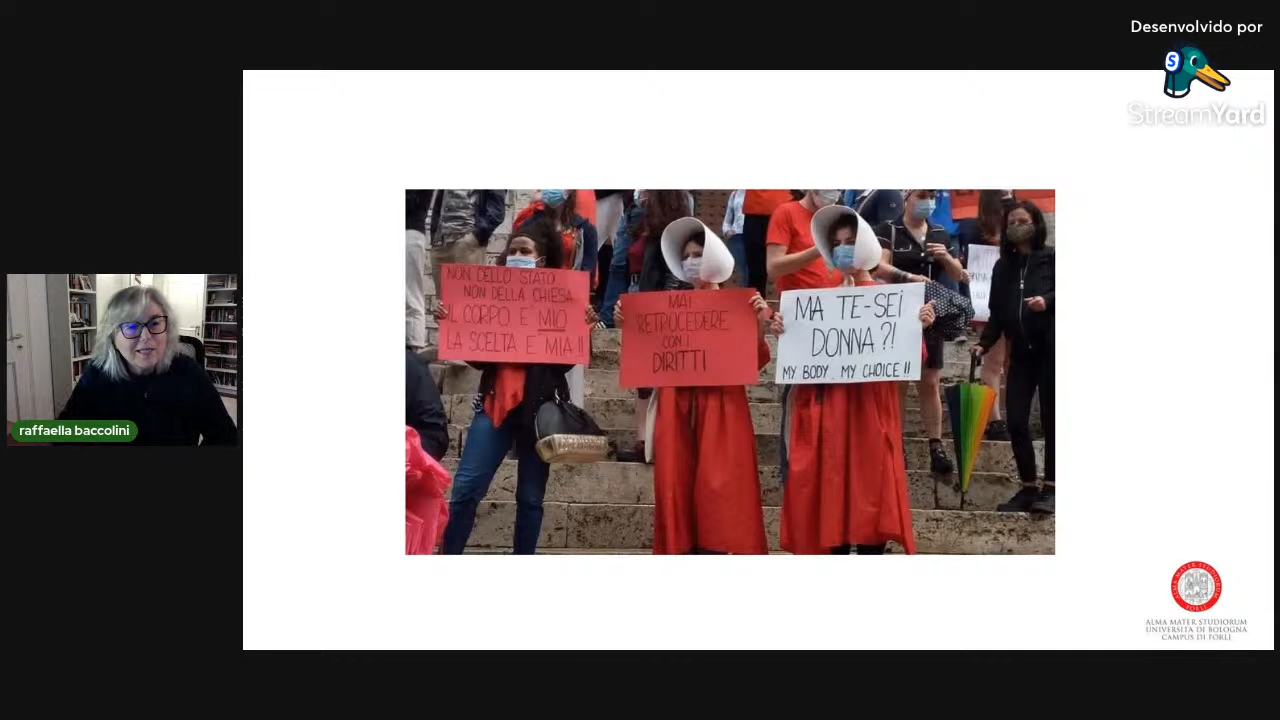 Desenvolvido por
S
StreamYard
raffaella baccolini
NON DELLO STATO
NON DELLA CHIESA
IL CORPO E' MIO
LA SCELTA E' MIA!!
MAI
RETROCEDERE
CON I
DIRITTI
MA TE-SEI
DONNA?!
MY BODY, MY CHOICE!!
ALMA MATER STUDIORUM
UNIVERSITÀ DI BOLOGNA
CAMPUS DI FORLÌ